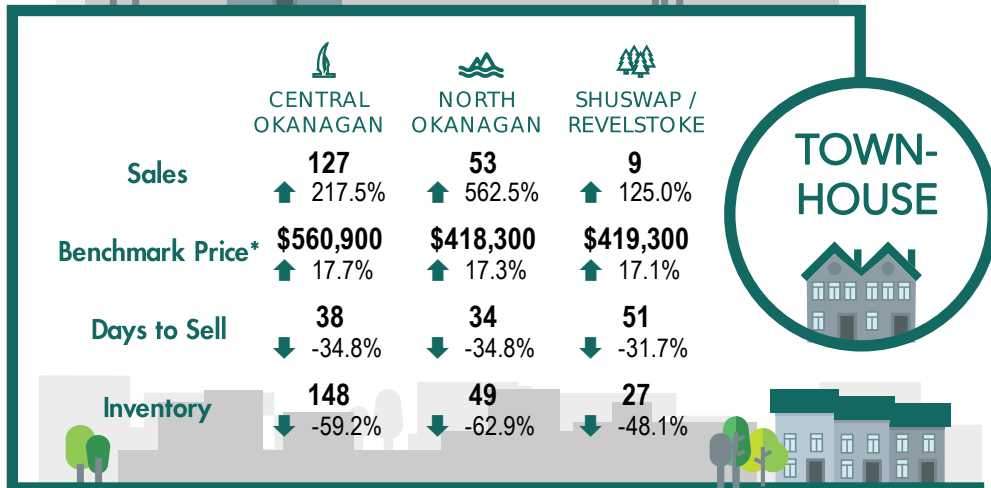 CENTRAL OKANAGAN
NORTH OKANAGAN
SHUSWAP / REVELSTOKE
TOWN-
HOUSE
Sales
127
217.5%
53
562.5%
9
125.0%
Benchmark Price*
$560,900
17.7%
$418,300
17.3%
$419,300
17.1%
Days to Sell
38
-34.8%
34
-34.8%
51
-31.7%
Inventory
148
-59.2%
49
-62.9%
27
-48.1%